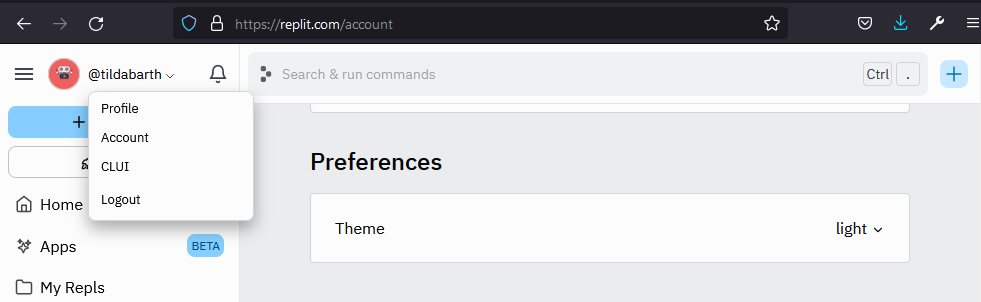 https://replit.com/account
@tildabarth
Search & run commands
Ctrl
.
Profile
Account
CLUI
Logout
Home
Apps
BETA
My Repls
Preferences
Theme
light